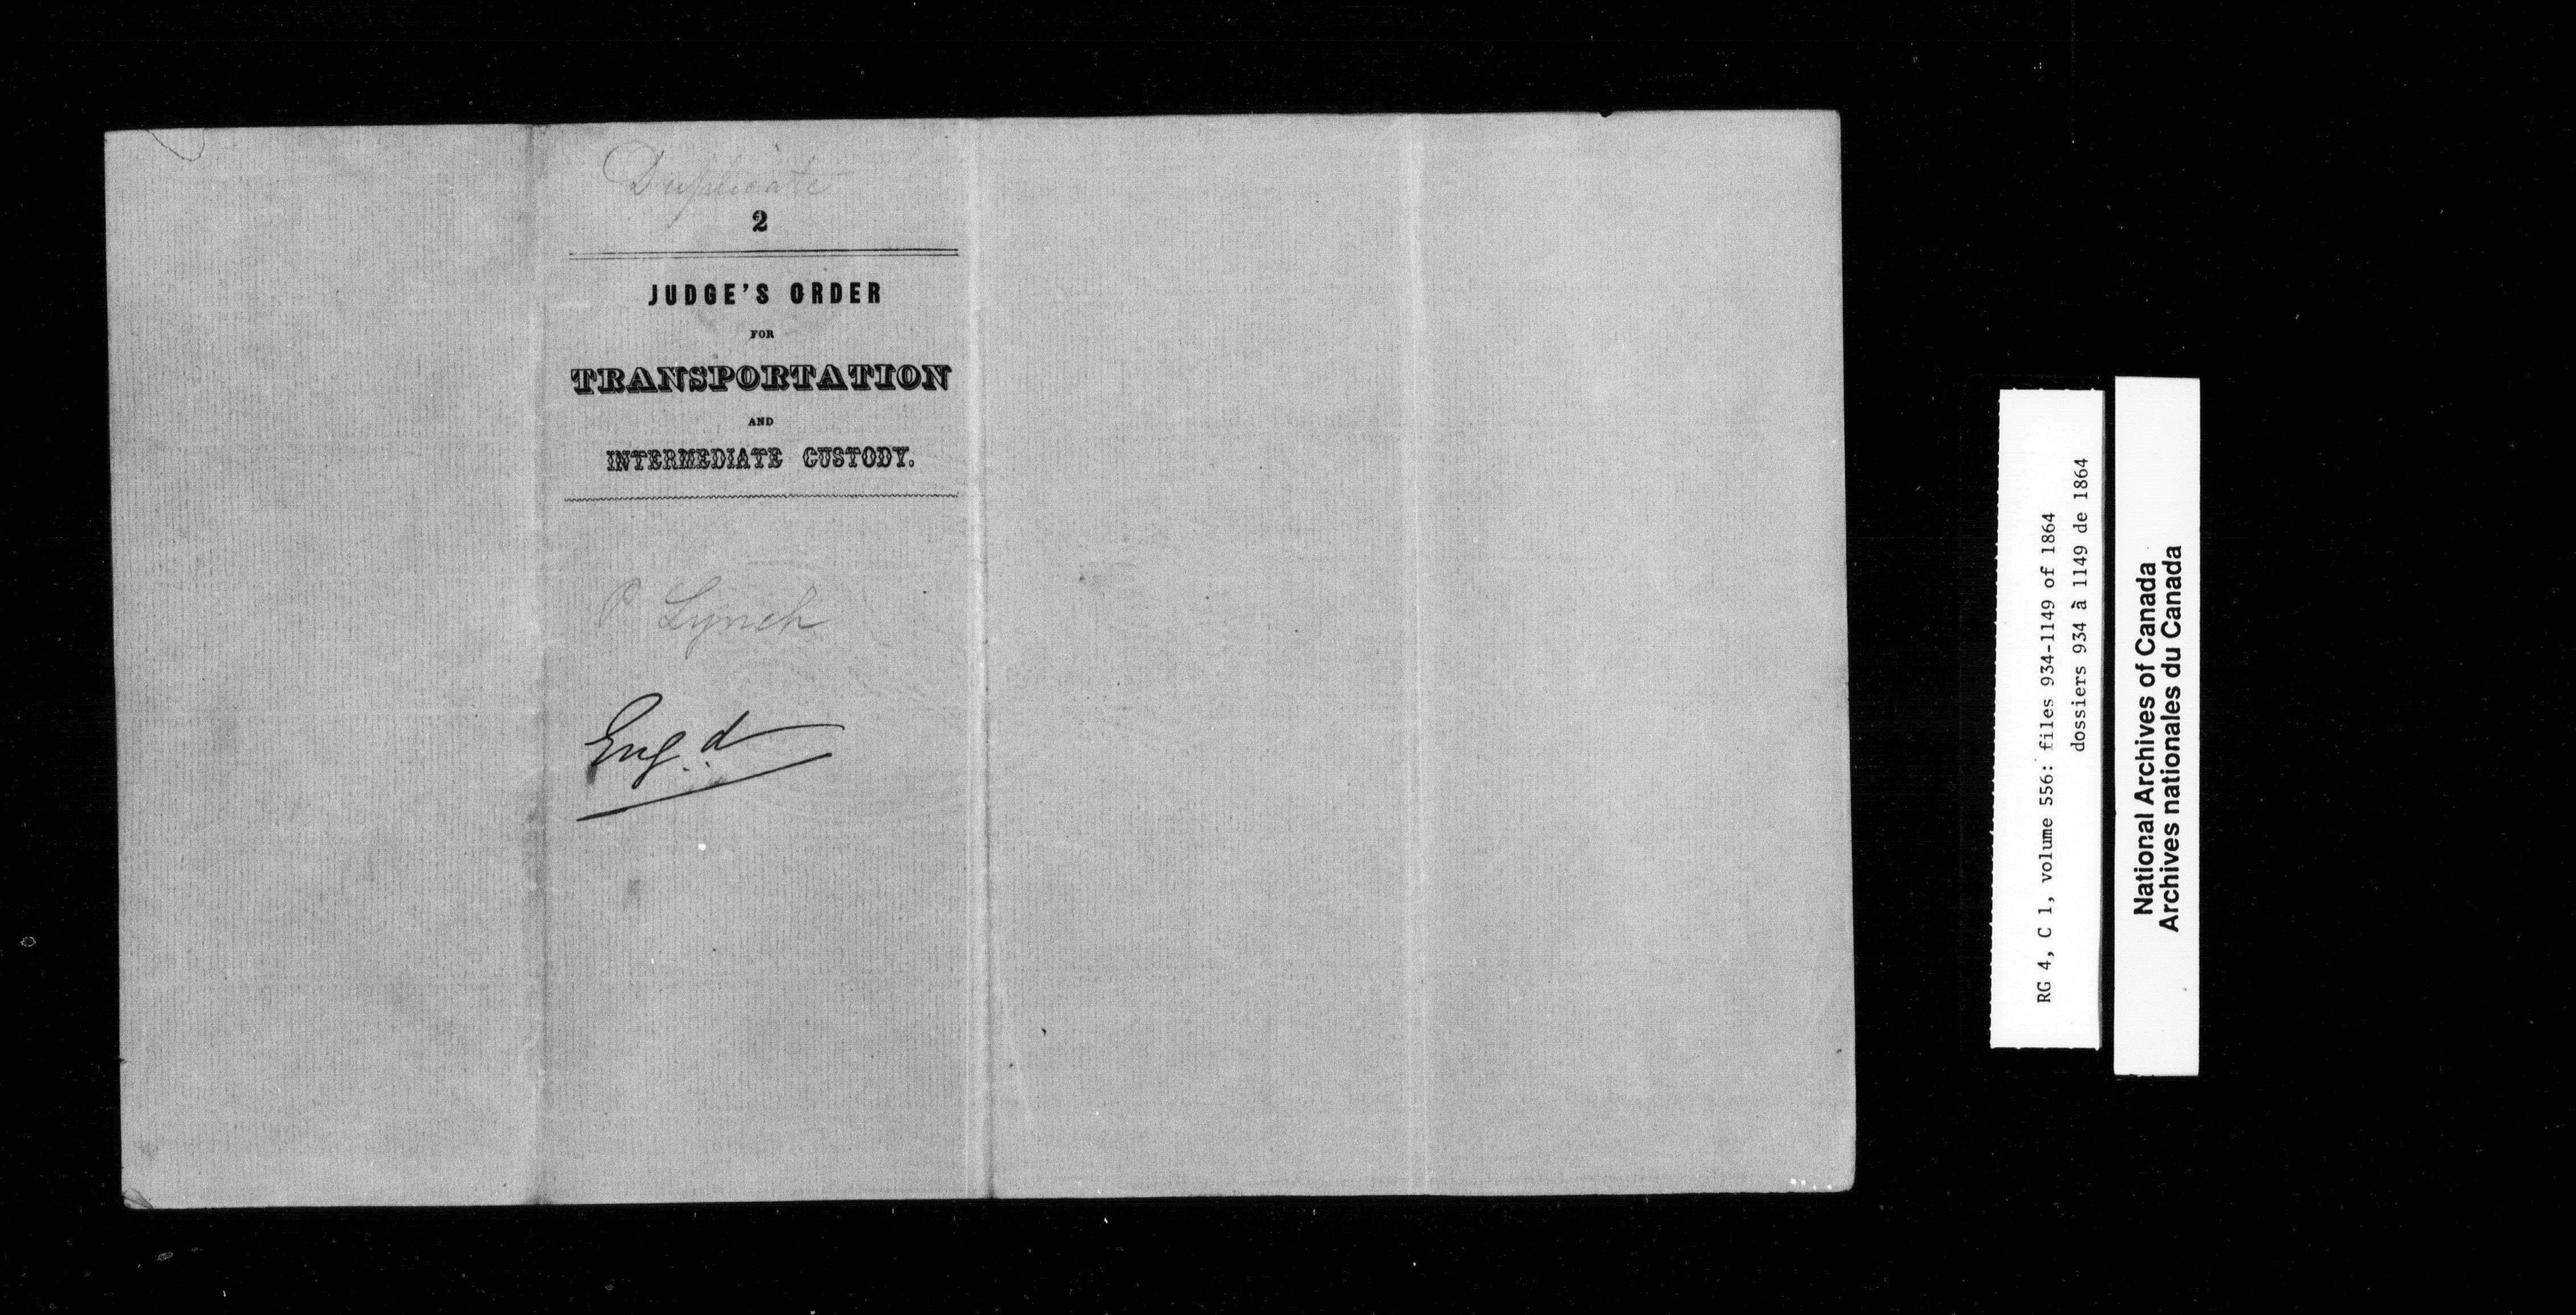 Duplicate
2
JUDGE'S ORDER
FOR
TRANSPORTATION
AND
INTERMEDIATE CUSTODY.
P Lynch
Eng.d
RG 4, C 1, volume 556: files 934-1149 of 1864
dossiers 934 à 1149 de 1864
National Archives of Canada
Archives nationales du Canada